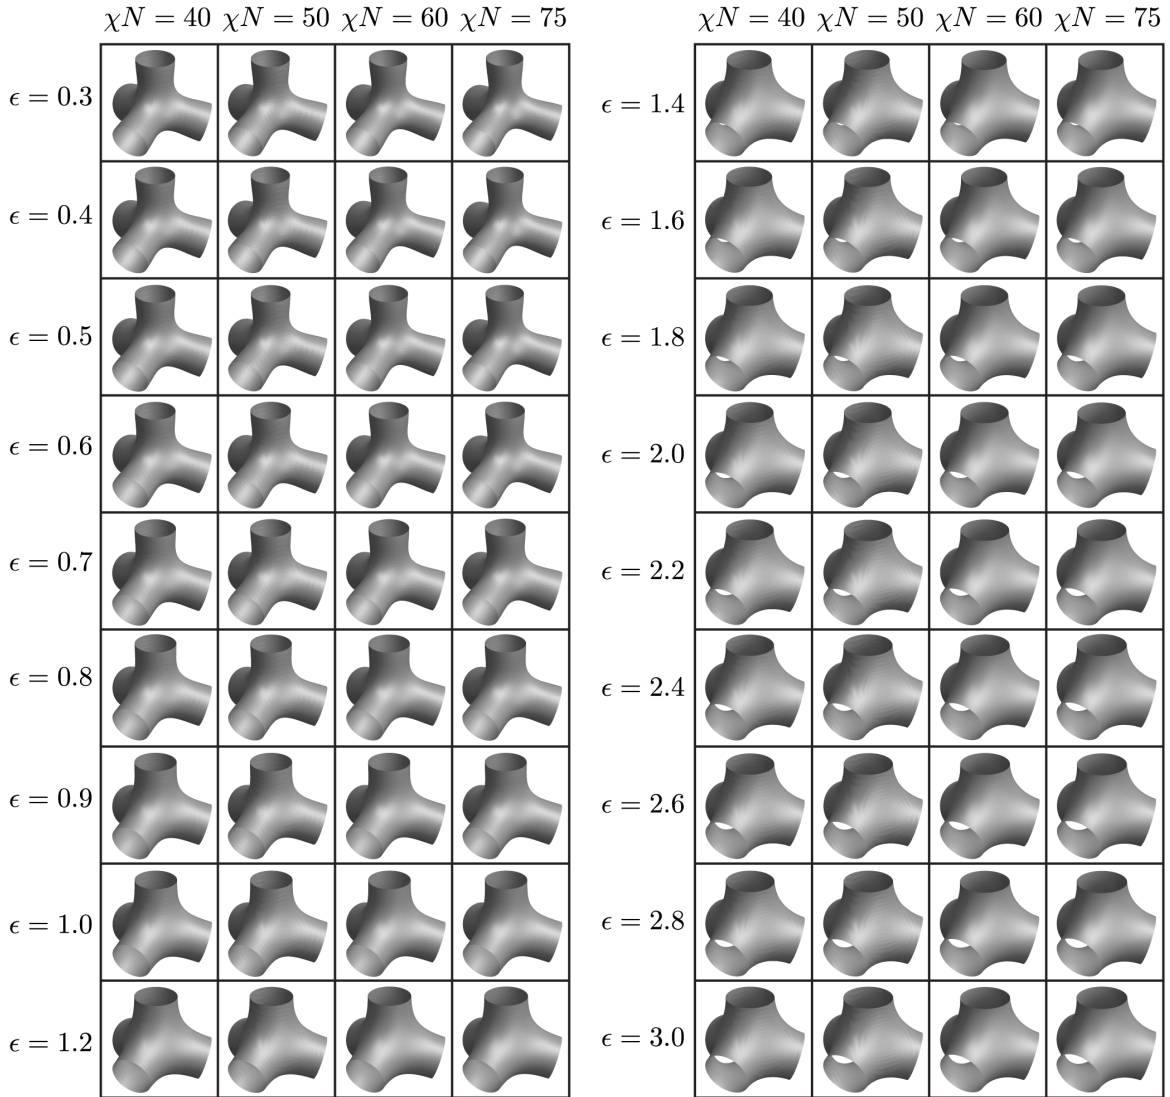 χN = 40 χN = 50 χN = 60 χN = 75
ϵ = 0.3
ϵ = 0.4
ϵ = 0.5
ϵ = 0.6
ϵ = 0.7
ϵ = 0.8
ϵ = 0.9
ϵ = 1.0
ϵ = 1.2
χN = 40 χN = 50 χN = 60 χN = 75
ϵ = 1.4
ϵ = 1.6
ϵ = 1.8
ϵ = 2.0
ϵ = 2.2
ϵ = 2.4
ϵ = 2.6
ϵ = 2.8
ϵ = 3.0